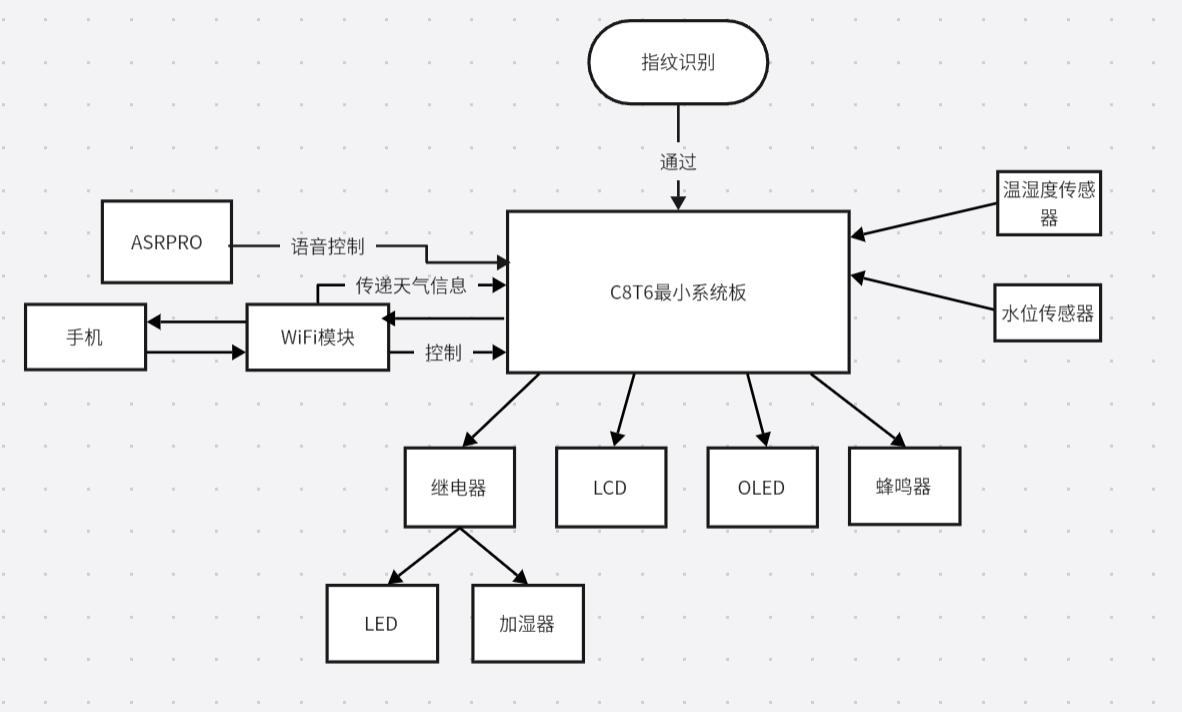 指纹识别
通过
温湿度传感
器
ASRPRO
语音控制
传递天气信息
C8T6最小系统板
水位传感器
手机
WiFi模块
控制
继电器
LCD
OLED
蜂鸣器
LED
加湿器